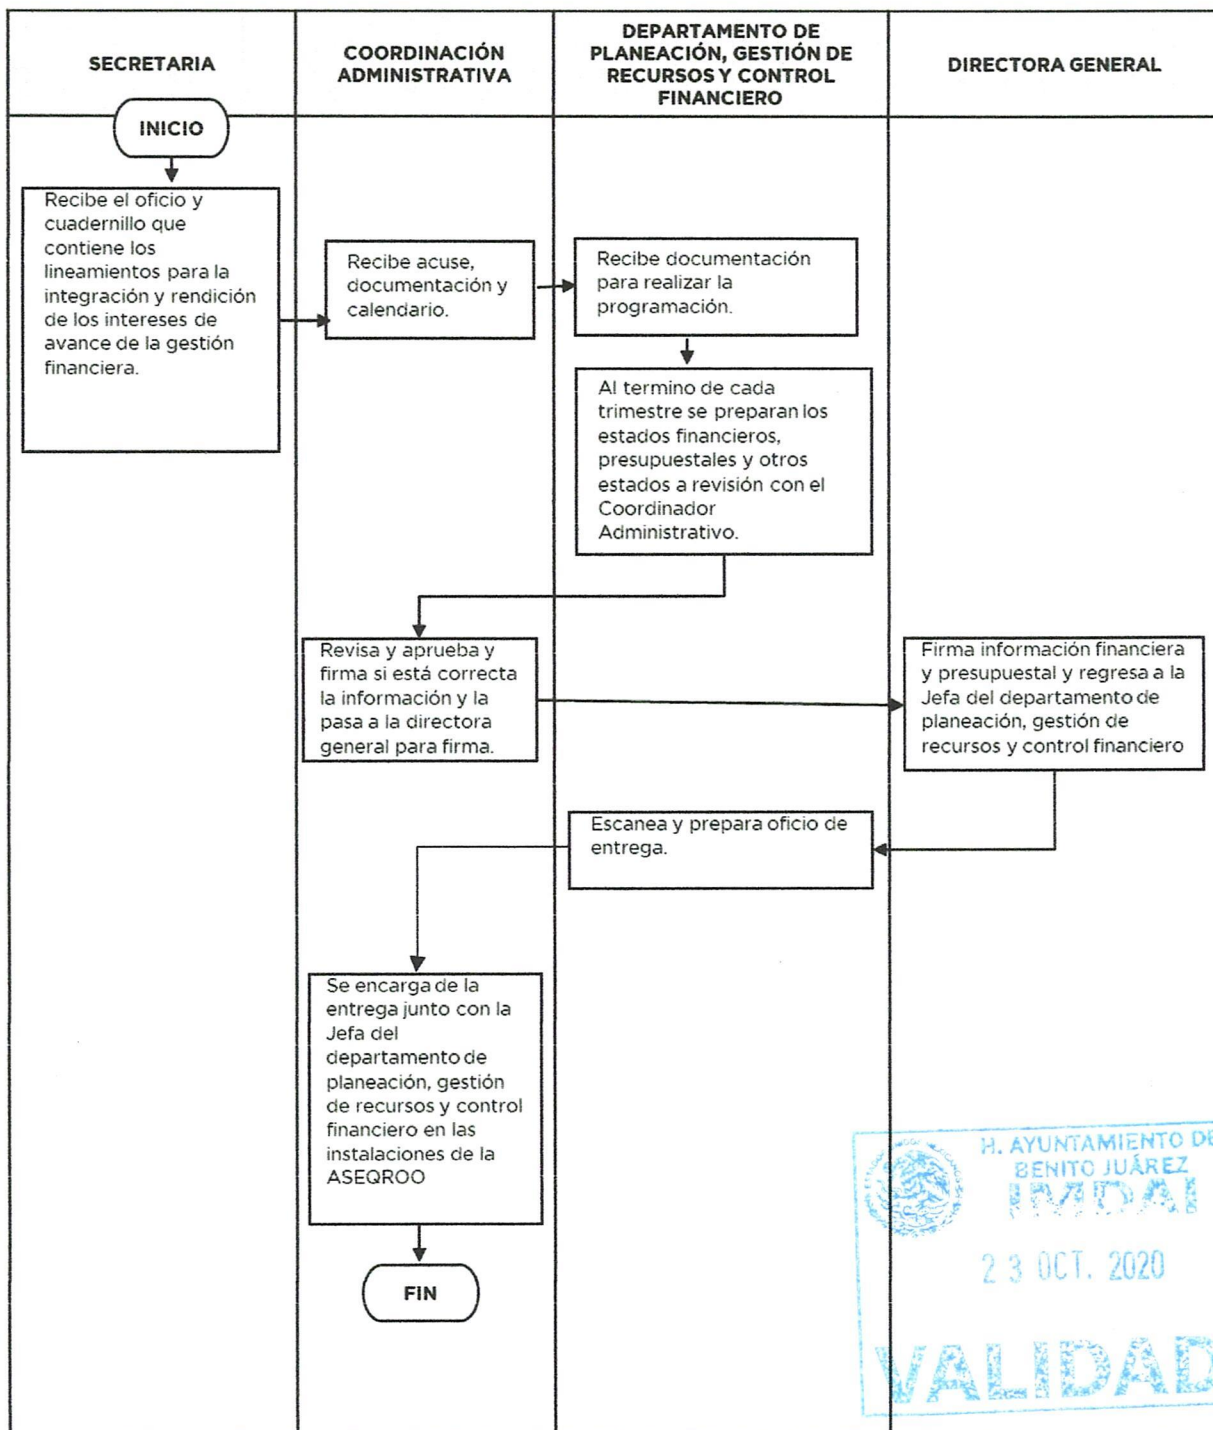 SECRETARIA
COORDINACIÓN
ADMINISTRATIVA
DEPARTAMENTO DE
PLANEACIÓN, GESTIÓN DE
RECURSOS Y CONTROL
FINANCIERO
DIRECTORA GENERAL
INICIO
Recibe el oficio y
cuadernillo que
contiene los
lineamientos para la
integración y rendición
de los intereses de
avance de la gestión
financiera.
Recibe acuse,
documentación y
calendario.
Recibe documentación
para realizar la
programación.
Al termino de cada
trimestre se preparan los
estados financieros,
presupuestales y otros
estados a revisión con el
Coordinador
Administrativo.
Revisa y aprueba y
firma si está correcta
la información y la
pasa a la directora
general para firma.
Firma información financiera
y presupuestal y regresa a la
Jefa del departamento de
planeación, gestión de
recursos y control financiero
Escanea y prepara oficio de
entrega.
Se encarga de la
entrega junto con la
Jefa del
departamento de
planeación, gestión
de recursos y control
financiero en las
instalaciones de la
ASEQROO
FIN
H. AYUNTAMIENTO DE
BENITO JUÁREZ
IMDAI
23 OCT. 2020
VALIDAD